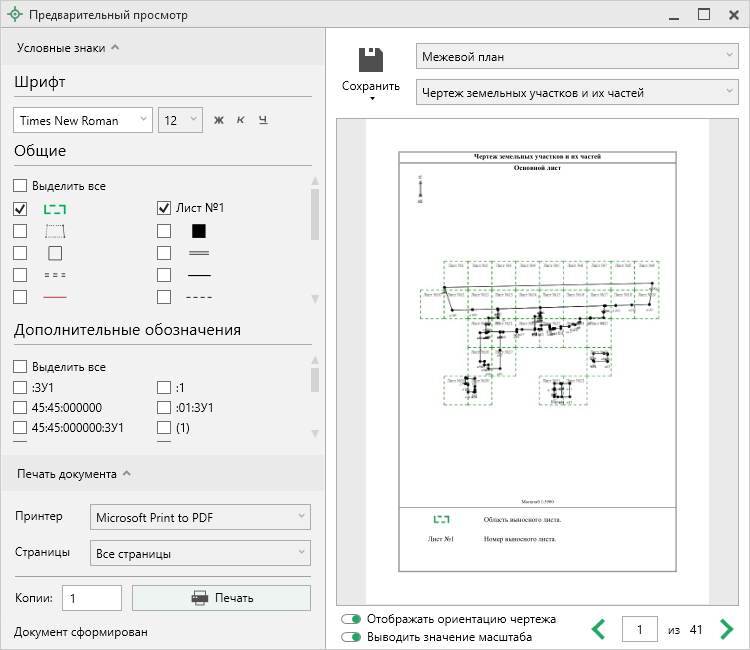 Предварительный просмотр
Условные знаки
Шрифт
Times New Roman
12
ж к ч
Общие
Выделить все
Лист №1
Дополнительные обозначения
Выделить все
:ЗУ1
:1
45:45:000000
:01:ЗУ1
45:45:000000:ЗУ1
(1)
Печать документа
Принтер
Microsoft Print to PDF
Страницы
Все страницы
Копии:
1
Печать
Документ сформирован
Сохранить
Межевой план
Чертеж земельных участков и их частей
Чертеж земельных участков и их частей
Основной лист
Масштаб 1:5000
Область выносного листа.
Лист №1
Номер выносного листа.
Отображать ориентацию чертежа
Выводить значение масштаба
1 из 41